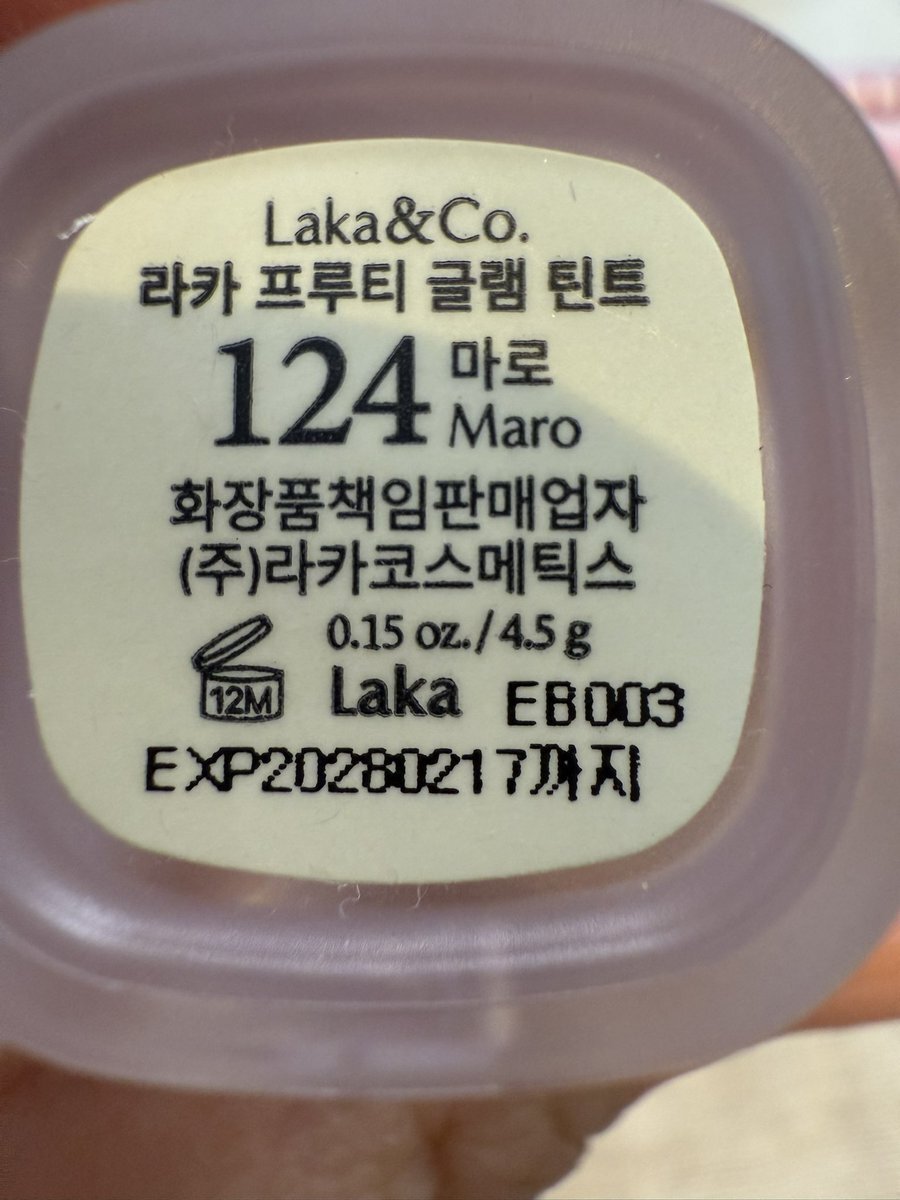 Laka&Co.
라카 프루티 글램 틴트
124 마로
Maro
화장품책임판매업자
(주)라카코스메틱스
0.15 oz. / 4.5 g
12M Laka EB003
EXP20280217까지